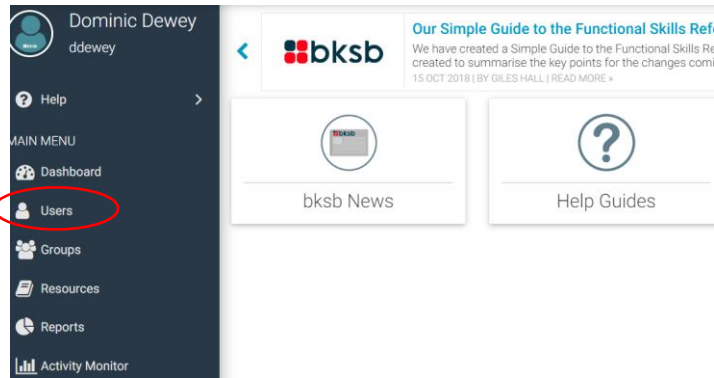 Dominic Dewey
ddewey
Help
MAIN MENU
Dashboard
Users
Groups
Resources
Reports
Activity Monitor
bksb
Our Simple Guide to the Functional Skills Ref
We have created a Simple Guide to the Functional Skills Re
created to summarise the key points for the changes comi
15 OCT 2018 | BY GILES HALL | READ MORE »
bksb News
Help Guides